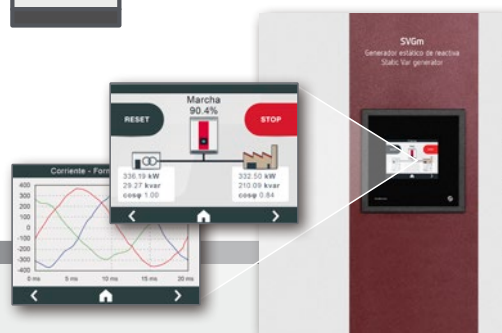 SVGm
Generador estático de reactiva
Static Var generator
Marcha
90.4%
RESET
STOP
336.19 kW
29.27 kvar
cosφ 1.00
332.50 kW
210.09 kvar
cosφ 0.84
Corriente - Form
400
300
200
100
0
-100
-200
-300
-400
0 ms
5 ms
10 ms
15 ms
20 ms